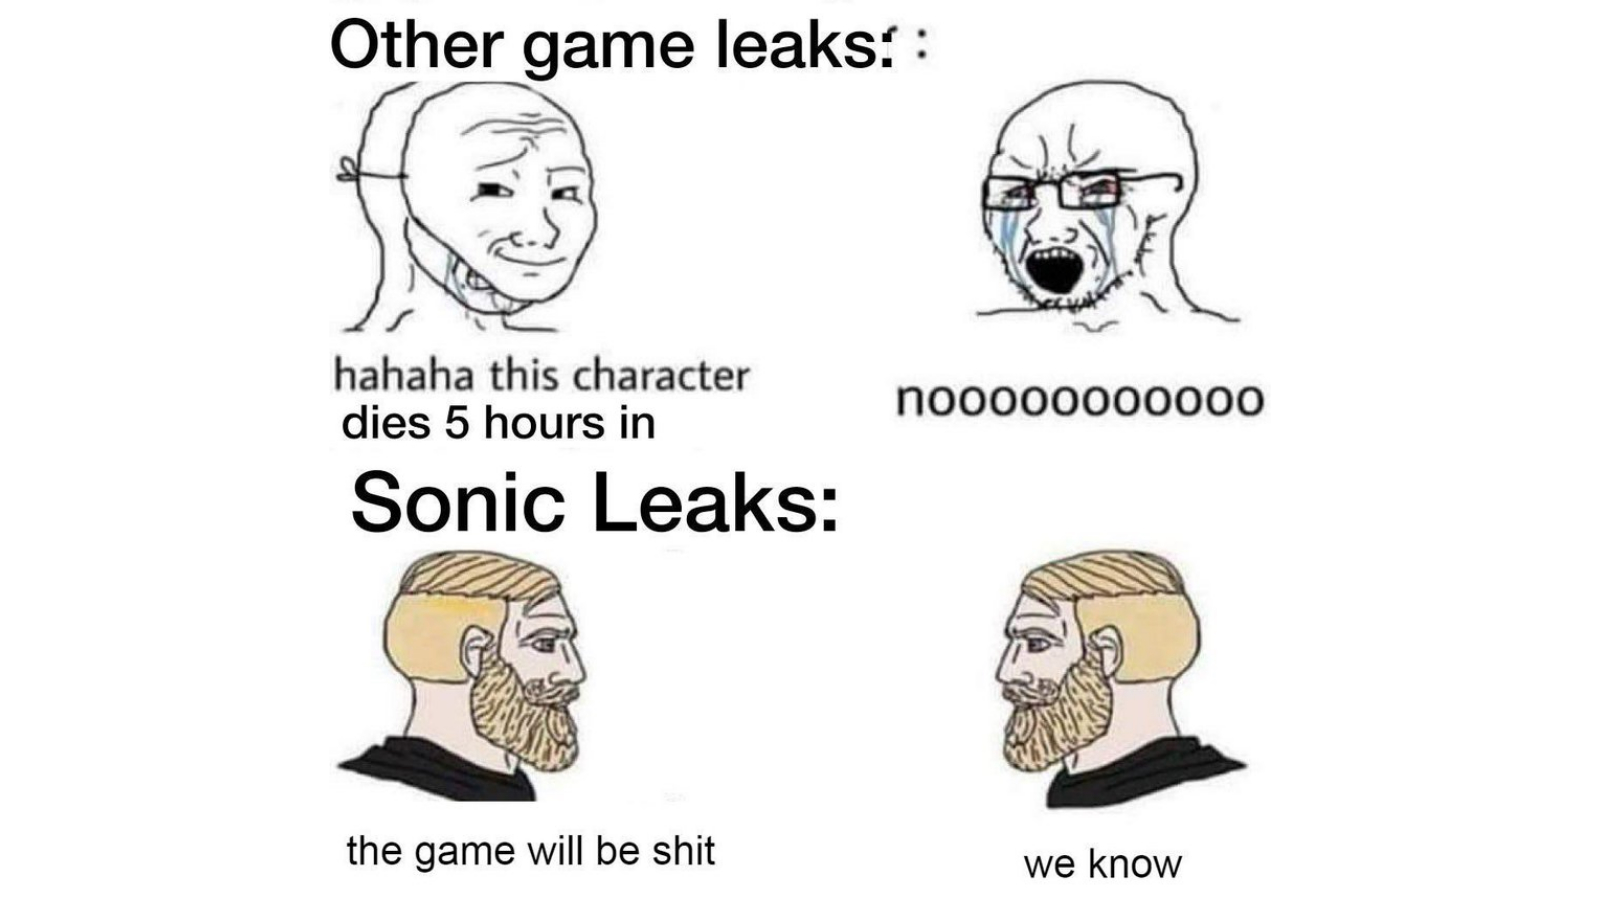 Other game leaks: :
hahaha this character
dies 5 hours in
noooooooooooo
Sonic Leaks:
the game will be shit
we know